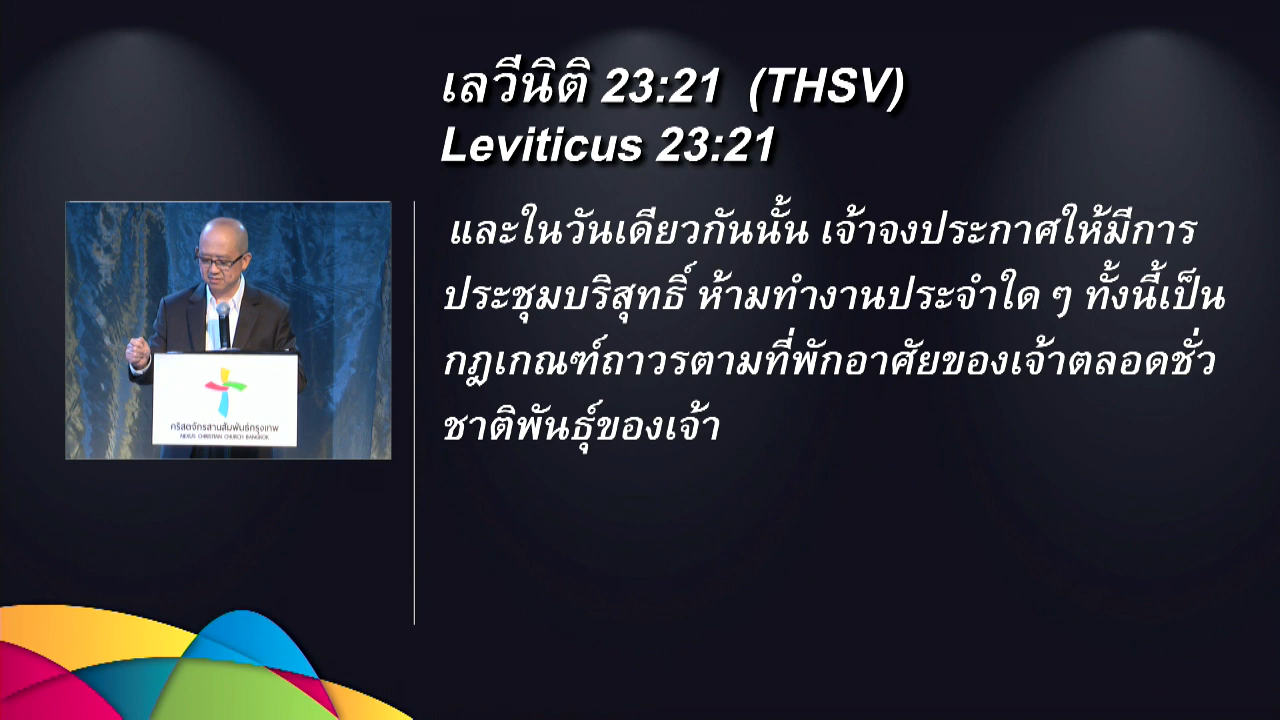 เลวีนิติ 23:21 (THSV)
Leviticus 23:21
และในวันเดียวกันนั้น เจ้าจงประกาศให้มีการ
ประชุมบริสุทธิ์ ห้ามทำงานประจำใด ๆ ทั้งนี้เป็น
กฎเกณฑ์ถาวรตามที่พักอาศัยของเจ้าตลอดชั่ว
ชาติพันธุ์ของเจ้า
คริสตจักรสานสัมพันธ์กรุงเทพ
NEXUS CHRISTIAN CHURCH BANGKOK